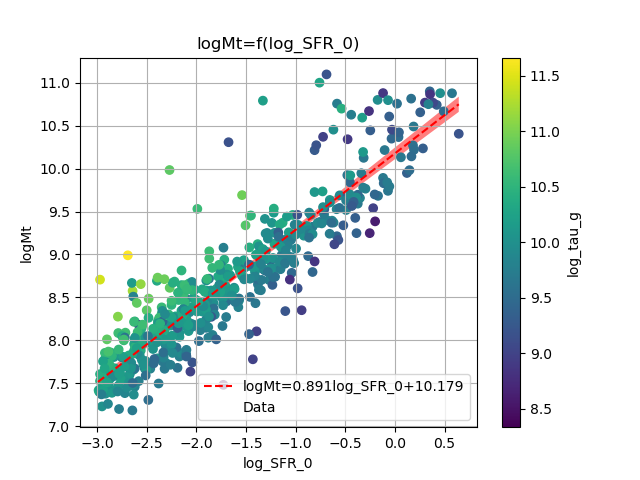 logMt=f(log_SFR_0)
11.0
10.5
10.0
9.5
9.0
8.5
8.0
7.5
7.0
logMt
−3.0 −2.5 −2.0 −1.5 −1.0 −0.5 0.0 0.5
log_SFR_0
logMt=0.891log_SFR_0+10.179
Data
11.5
11.0
10.5
10.0
9.5
9.0
8.5
log_tau_g